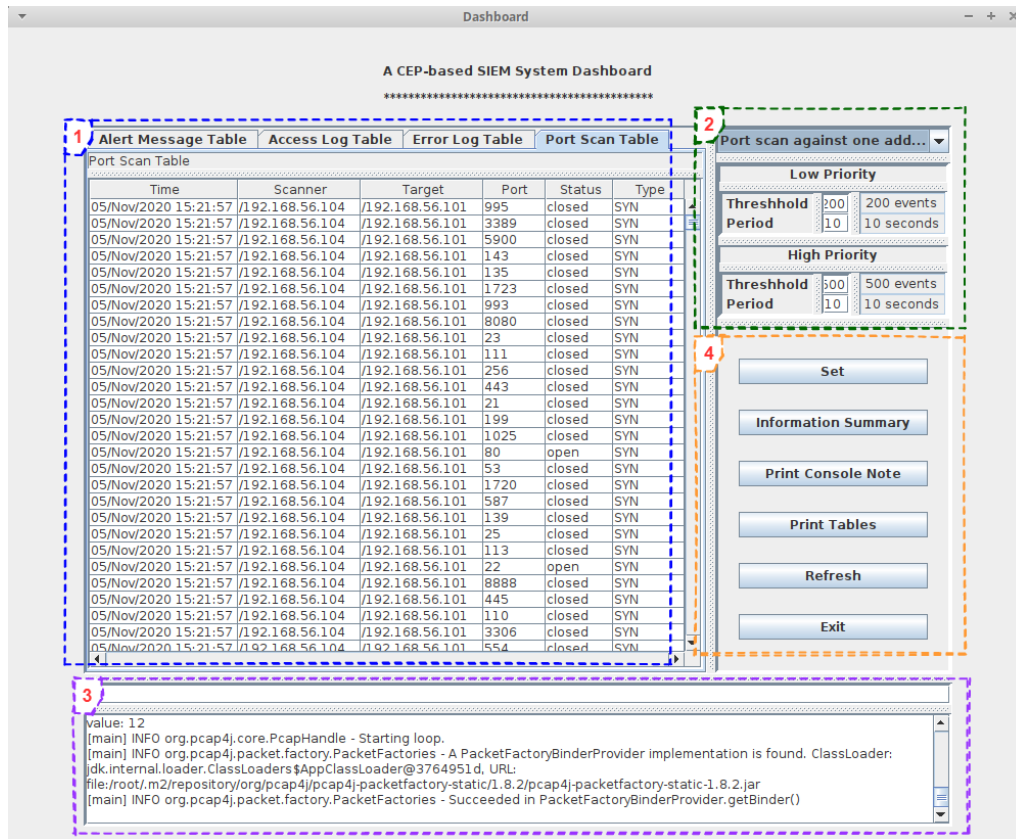 Dashboard
A CEP-based SIEM System Dashboard
********************************************
1
Alert Message Table Access Log Table Error Log Table Port Scan Table
Port Scan Table
Time Scanner Target Port Status Type
05/Nov/2020 15:21:57 /192.168.56.104 /192.168.56.101 995 closed SYN
05/Nov/2020 15:21:57 /192.168.56.104 /192.168.56.101 3389 closed SYN
05/Nov/2020 15:21:57 /192.168.56.104 /192.168.56.101 5900 closed SYN
05/Nov/2020 15:21:57 /192.168.56.104 /192.168.56.101 143 closed SYN
05/Nov/2020 15:21:57 /192.168.56.104 /192.168.56.101 135 closed SYN
05/Nov/2020 15:21:57 /192.168.56.104 /192.168.56.101 1723 closed SYN
05/Nov/2020 15:21:57 /192.168.56.104 /192.168.56.101 993 closed SYN
05/Nov/2020 15:21:57 /192.168.56.104 /192.168.56.101 8080 closed SYN
05/Nov/2020 15:21:57 /192.168.56.104 /192.168.56.101 23 closed SYN
05/Nov/2020 15:21:57 /192.168.56.104 /192.168.56.101 111 closed SYN
05/Nov/2020 15:21:57 /192.168.56.104 /192.168.56.101 256 closed SYN
05/Nov/2020 15:21:57 /192.168.56.104 /192.168.56.101 443 closed SYN
05/Nov/2020 15:21:57 /192.168.56.104 /192.168.56.101 21 closed SYN
05/Nov/2020 15:21:57 /192.168.56.104 /192.168.56.101 199 closed SYN
05/Nov/2020 15:21:57 /192.168.56.104 /192.168.56.101 1025 closed SYN
05/Nov/2020 15:21:57 /192.168.56.104 /192.168.56.101 80 open SYN
05/Nov/2020 15:21:57 /192.168.56.104 /192.168.56.101 53 closed SYN
05/Nov/2020 15:21:57 /192.168.56.104 /192.168.56.101 1720 closed SYN
05/Nov/2020 15:21:57 /192.168.56.104 /192.168.56.101 587 closed SYN
05/Nov/2020 15:21:57 /192.168.56.104 /192.168.56.101 139 closed SYN
05/Nov/2020 15:21:57 /192.168.56.104 /192.168.56.101 25 closed SYN
05/Nov/2020 15:21:57 /192.168.56.104 /192.168.56.101 113 closed SYN
05/Nov/2020 15:21:57 /192.168.56.104 /192.168.56.101 22 open SYN
05/Nov/2020 15:21:57 /192.168.56.104 /192.168.56.101 8888 closed SYN
05/Nov/2020 15:21:57 /192.168.56.104 /192.168.56.101 445 closed SYN
05/Nov/2020 15:21:57 /192.168.56.104 /192.168.56.101 110 closed SYN
05/Nov/2020 15:21:57 /192.168.56.104 /192.168.56.101 3306 closed SYN
05/Nov/2020 15:21:57 /192.168.56.104 /192.168.56.101 554 closed SYN
2
Port scan against one add...
Low Priority
Threshhold 200 200 events
Period 10 10 seconds
High Priority
Threshhold 500 500 events
Period 10 10 seconds
4
Set
Information Summary
Print Console Note
Print Tables
Refresh
Exit
3
value: 12
[main] INFO org.pcap4j.core.PcapHandle - Starting loop.
[main] INFO org.pcap4j.packet.factory.PacketFactories - A PacketFactoryBinderProvider implementation is found. ClassLoader:
jdk.internal.loader.ClassLoaders$AppClassLoader@3764951d, URL:
file:/root/.m2/repository/org/pcap4j/pcap4j-packetfactory-static/1.8.2/pcap4j-packetfactory-static-1.8.2.jar
[main] INFO org.pcap4j.packet.factory.PacketFactories - Succeeded in PacketFactoryBinderProvider.getBinder()